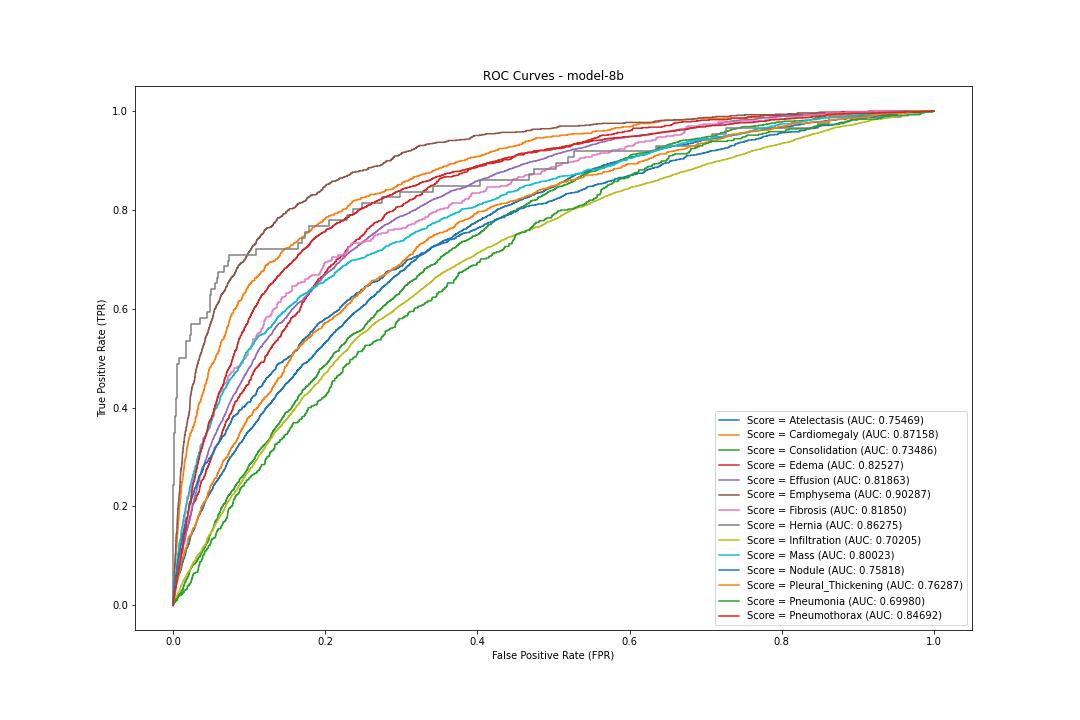 ROC Curves - model-8b
1.0
0.8
0.6
0.4
0.2
0.0
True Positive Rate (TPR)
Score = Atelectasis (AUC: 0.75469)
Score = Cardiomegaly (AUC: 0.87158)
Score = Consolidation (AUC: 0.73486)
Score = Edema (AUC: 0.82527)
Score = Effusion (AUC: 0.81863)
Score = Emphysema (AUC: 0.90287)
Score = Fibrosis (AUC: 0.81850)
Score = Hernia (AUC: 0.86275)
Score = Infiltration (AUC: 0.70205)
Score = Mass (AUC: 0.80023)
Score = Nodule (AUC: 0.75818)
Score = Pleural_Thickening (AUC: 0.76287)
Score = Pneumonia (AUC: 0.69980)
Score = Pneumothorax (AUC: 0.84692)
0.0 0.2 0.4 0.6 0.8 1.0
False Positive Rate (FPR)